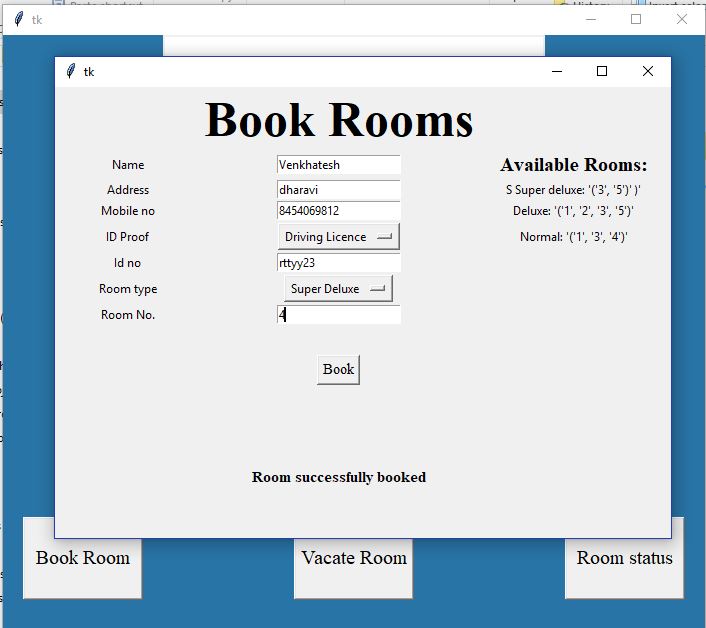 tk
tk
Book Rooms
Name Venkhatesh
Available Rooms:
Address dharavi
S Super deluxe: '('3', '5')' )'
Mobile no 8454069812
Deluxe: '('1', '2', '3', '5')'
ID Proof Driving Licence
Normal: '('1', '3', '4')'
Id no rttyy23
Room type Super Deluxe
Room No. 4
Book
Room successfully booked
Book Room Vacate Room Room status